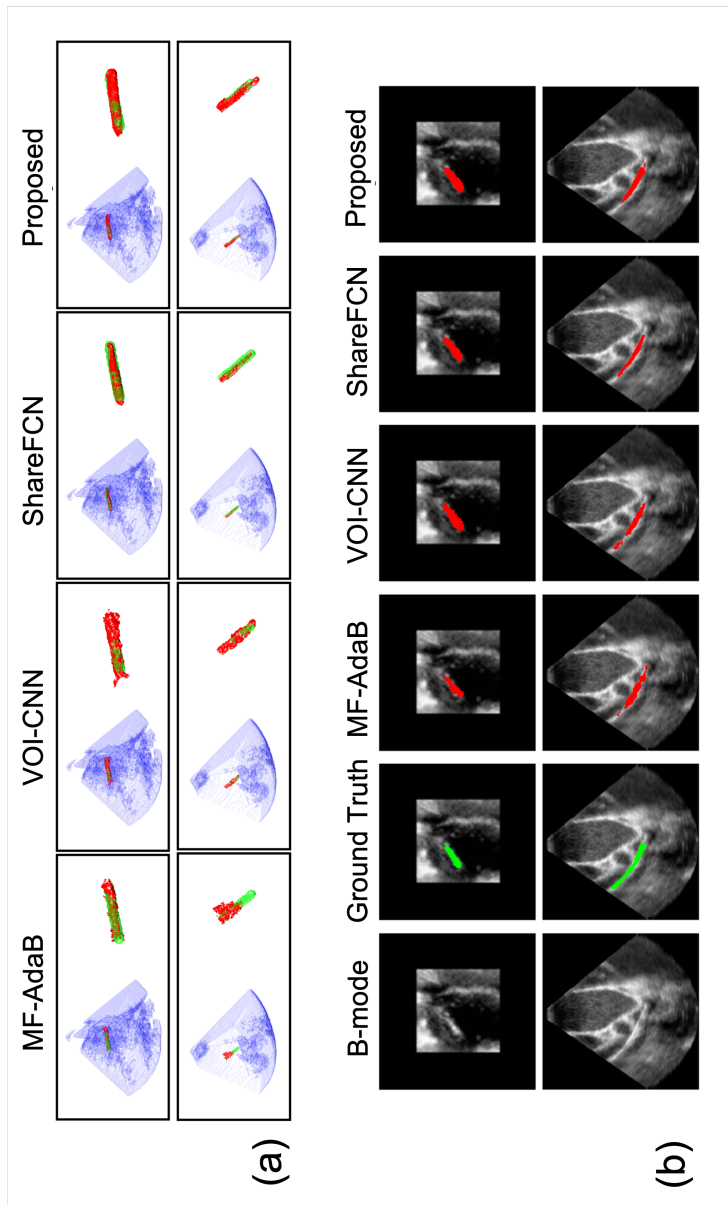 MF-AdaB VOI-CNN ShareFCN Proposed
(a)
B-mode Ground Truth MF-AdaB VOI-CNN ShareFCN Proposed
(b)